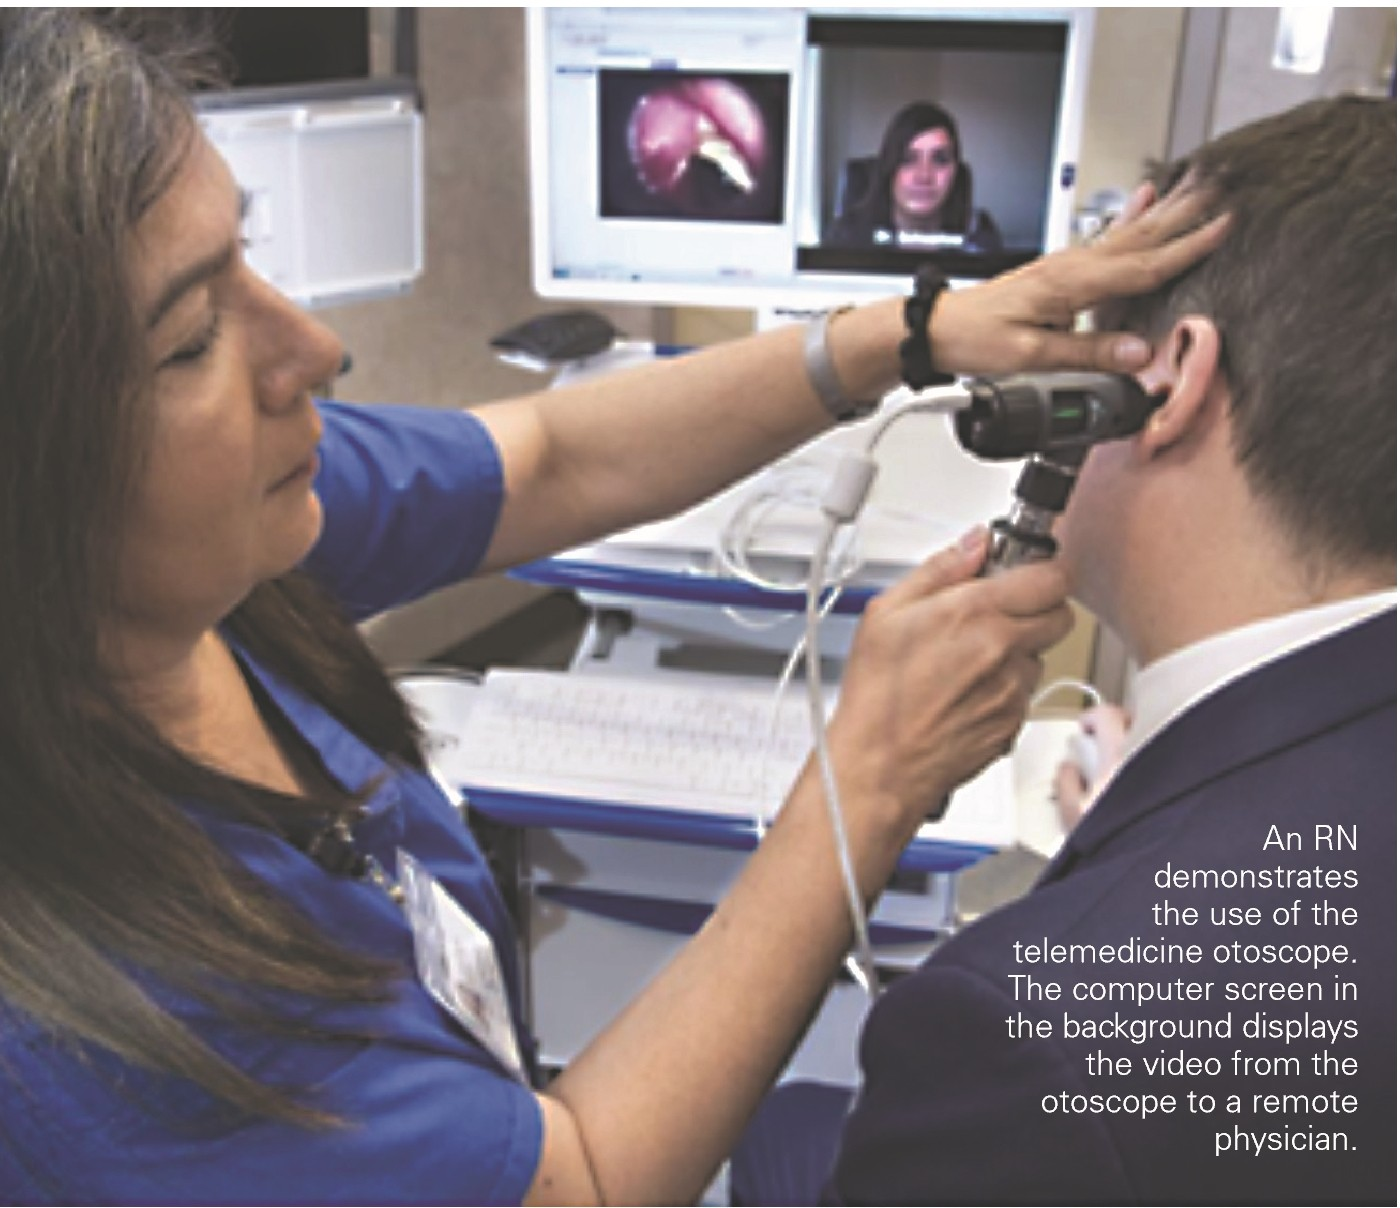 An RN
demonstrates
the use of the
telemedicine otoscope.
The computer screen in
the background displays
the video from the
otoscope to a remote
physician.